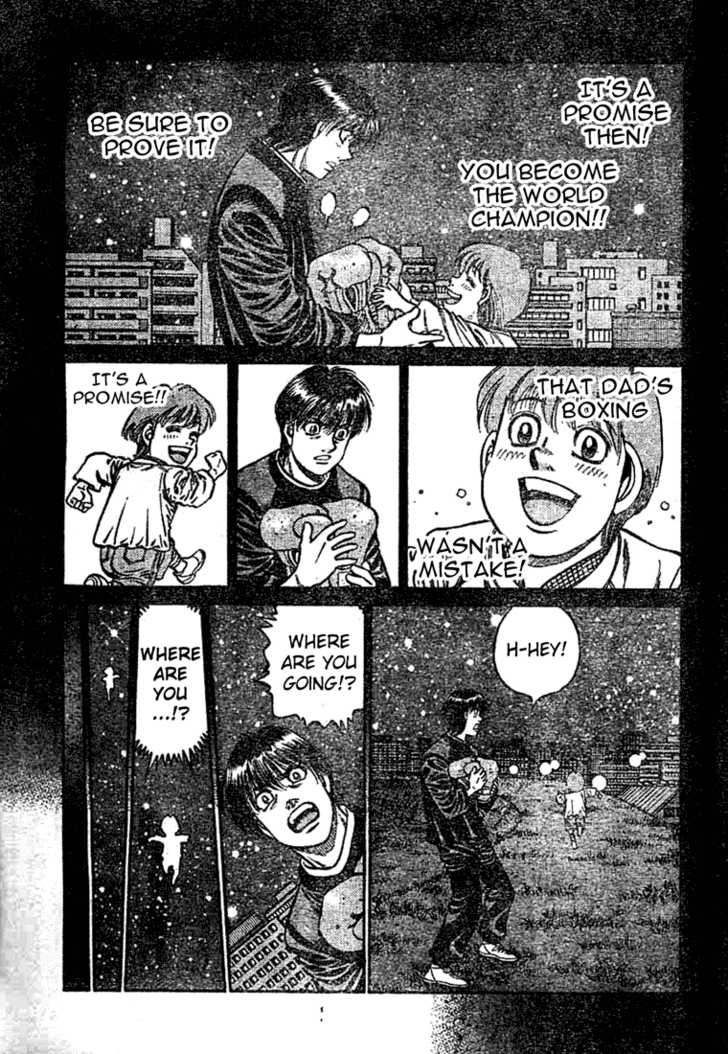 IT'S A
PROMISE
THEN!
YOU BECOME
THE WORLD
CHAMPION!!
BE SURE TO
PROVE IT!
THAT DAD'S
BOXING
WASN'T A
MISTAKE!
IT'S A
PROMISE!!
H-HEY!
WHERE
ARE YOU
GOING!?
WHERE
ARE
YOU
...!?